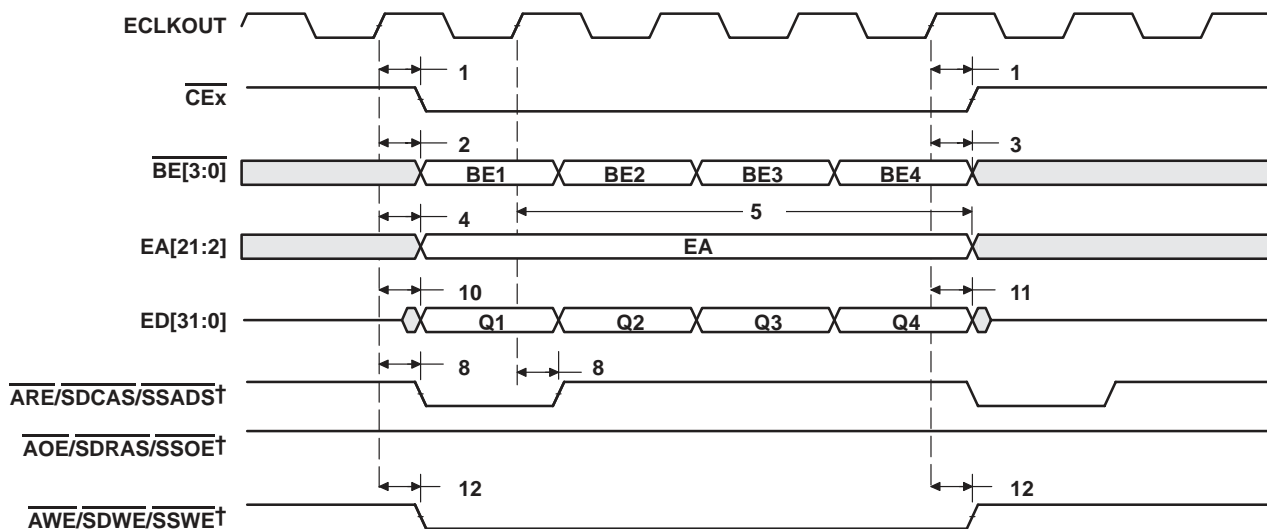 ECLKOUT
1 1
CEx
2 3
BE[3:0] BE1 BE2 BE3 BE4
5
4
EA[21:2] EA
10 11
ED[31:0] Q1 Q2 Q3 Q4
8 8
ARE/SDCAS/SSADS†
AOE/SDRAS/SSOE†
12 12
AWE/SDWE/SSWE†